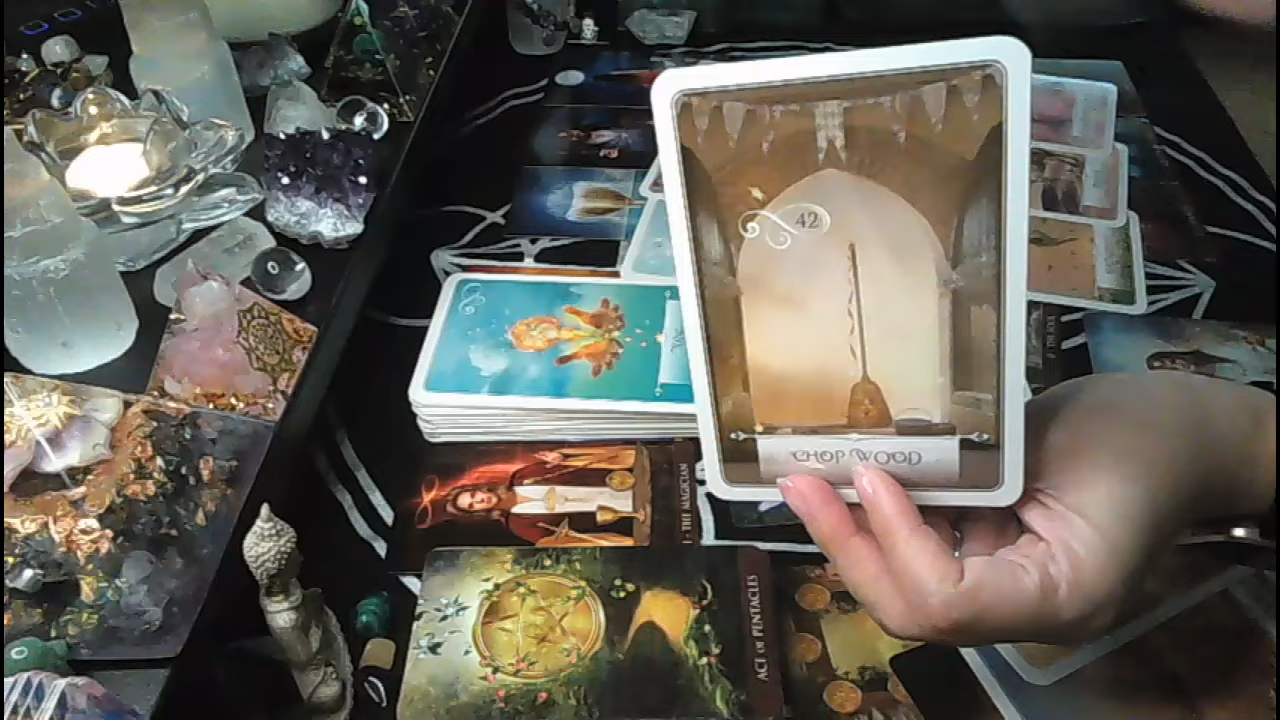 42
CHOP WOOD
I • THE MAGICIAN
ACE of PENTACLES